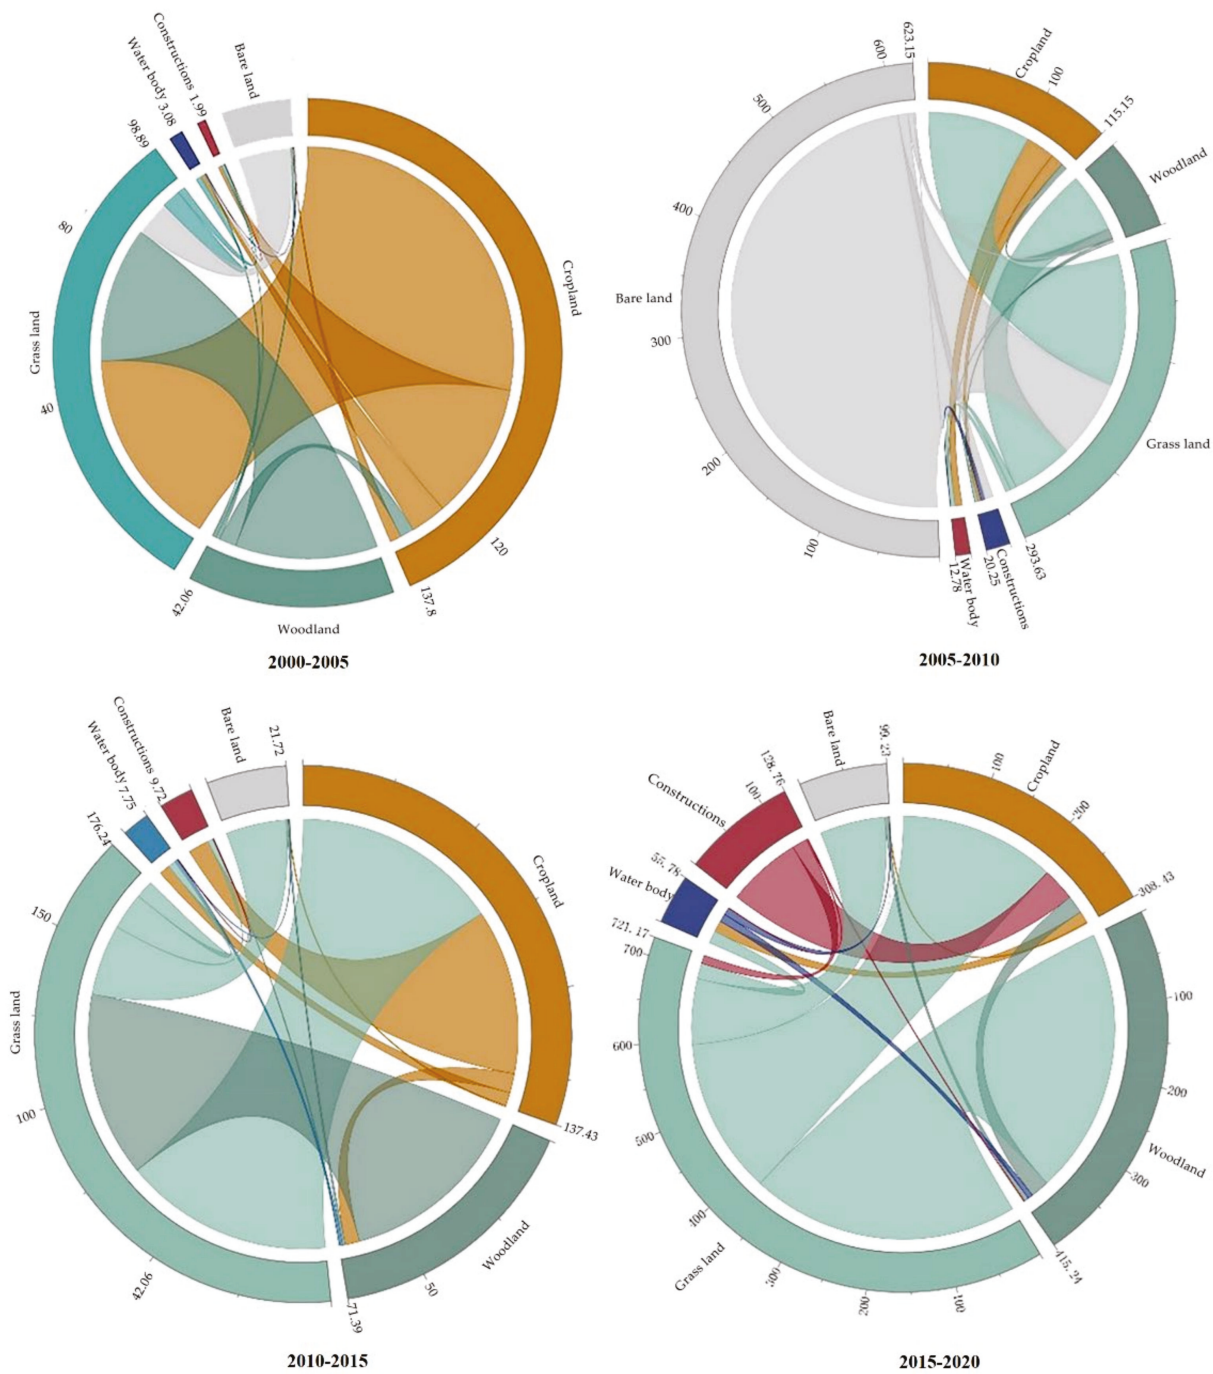 Constructions 1.99
Water body 3.08
Bare land
98.89
80
Grass land
40
Cropland
120
137.8
42.06
Woodland
2000-2005
623.15
600
500
400
Bare land
300
200
100
Cropland
100
115.15
Woodland
Grass land
293.63
Constructions
20.25
Water body
12.78
2005-2010
Constructions 9.72
Water body 7.75
Bare land
21.72
176.24
150
Grass land
100
42.06
Cropland
137.43
Woodland
50
71.39
2010-2015
Bare land
99.23
128.76
100
Constructions
55.78
Water body
721.17
700
600
500
400
Grass land
300
200
100
100
Cropland
200
308.43
100
200
Woodland
300
415.24
2015-2020